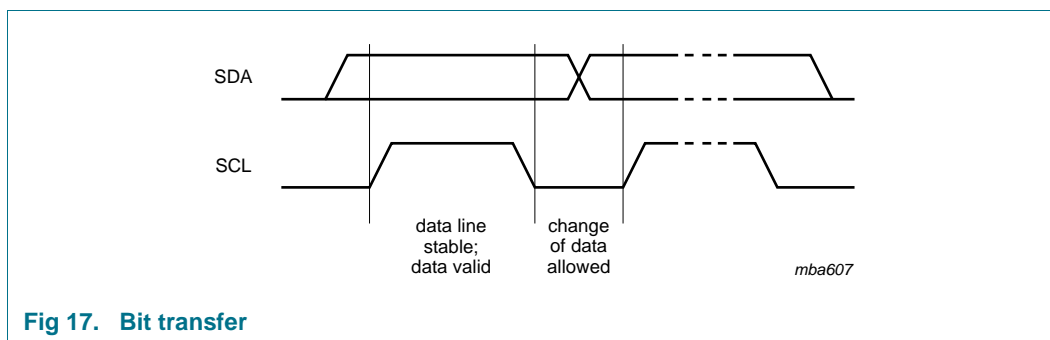 SDA
SCL
data line
stable;
data valid
change
of data
allowed
mba607
Fig 17. Bit transfer